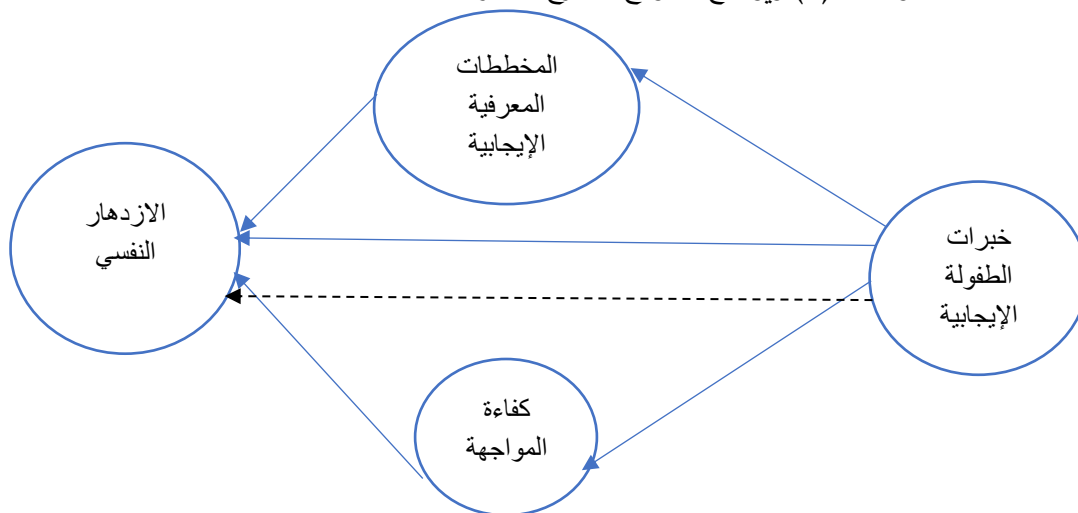 المخططات
المعرفية
الإيجابية
خبرات
الطفولة
الإيجابية
الازدهار
النفسي
كفاءة
المواجهة